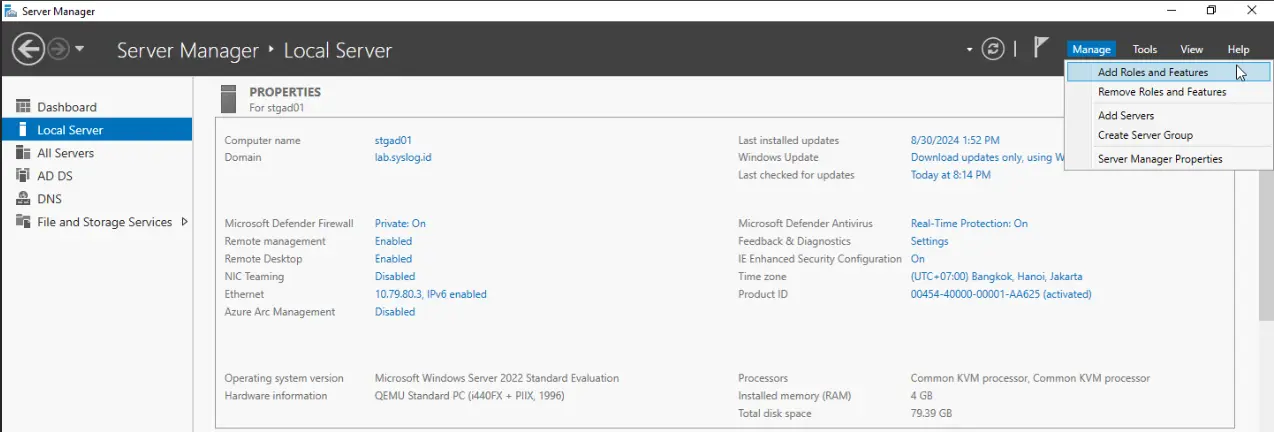 Server Manager
Server Manager ‣ Local Server
Manage Tools View Help
Add Roles and Features
Remove Roles and Features
Add Servers
Create Server Group
Server Manager Properties
Dashboard
Local Server
All Servers
AD DS
DNS
File and Storage Services
PROPERTIES
For stgad01
Computer name stgad01
Domain lab.syslog.id
Last installed updates 8/30/2024 1:52 PM
Windows Update Download updates only, using W
Last checked for updates Today at 8:14 PM
Microsoft Defender Firewall Private: On
Remote management Enabled
Remote Desktop Enabled
NIC Teaming Disabled
Ethernet 10.79.80.3, IPv6 enabled
Azure Arc Management Disabled
Microsoft Defender Antivirus Real-Time Protection: On
Feedback & Diagnostics Settings
IE Enhanced Security Configuration On
Time zone (UTC+07:00) Bangkok, Hanoi, Jakarta
Product ID 00454-40000-00001-AA625 (activated)
Operating system version Microsoft Windows Server 2022 Standard Evaluation
Hardware information QEMU Standard PC (i440FX + PIIX, 1996)
Processors Common KVM processor, Common KVM processor
Installed memory (RAM) 4 GB
Total disk space 79.39 GB